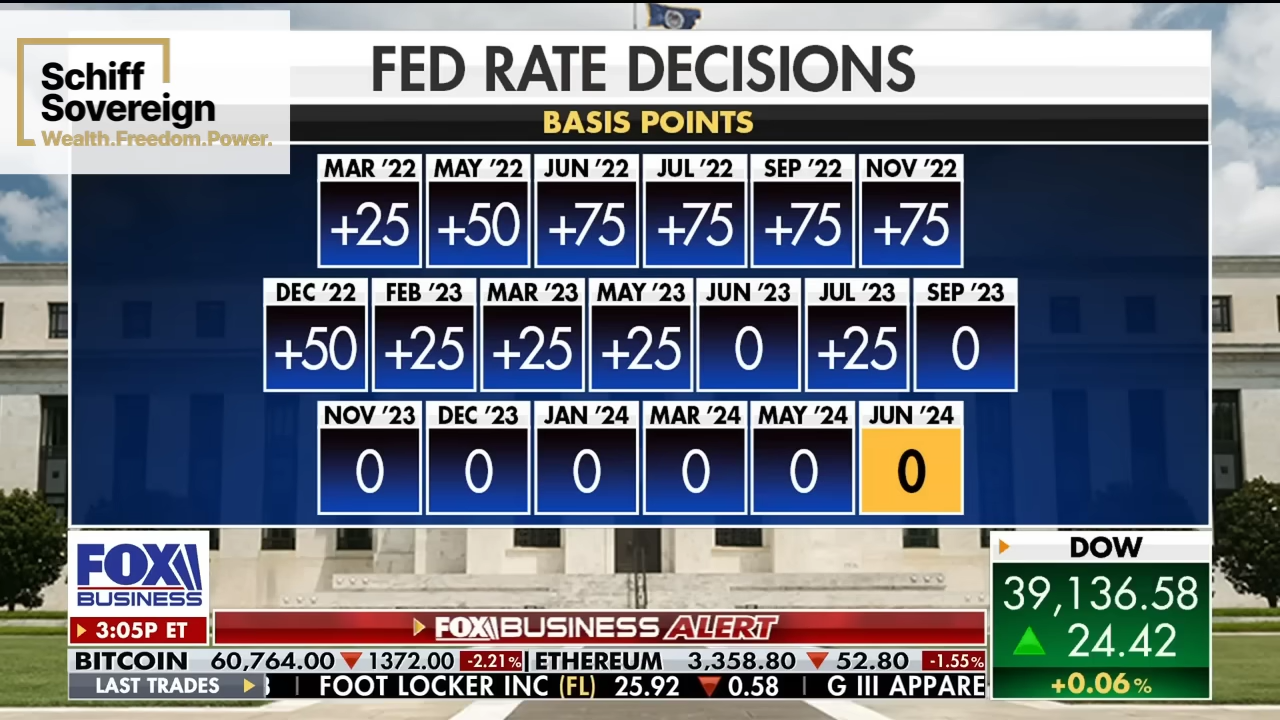 Schiff
Sovereign
Wealth.Freedom.Power.
FED RATE DECISIONS
BASIS POINTS
MAR '22 MAY '22 JUN '22 JUL '22 SEP '22 NOV '22
+25 +50 +75 +75 +75 +75
DEC '22 FEB '23 MAR '23 MAY '23 JUN '23 JUL '23 SEP '23
+50 +25 +25 +25 0 +25 0
NOV '23 DEC '23 JAN '24 MAR '24 MAY '24 JUN '24
0 0 0 0 0 0
FOX
BUSINESS
3:05P ET
FOX BUSINESS ALERT
DOW
39,136.58
24.42
+0.06%
BITCOIN 60,764.00 1372.00 -2.21% ETHEREUM 3,358.80 52.80 -1.55%
LAST TRADES FOOT LOCKER INC (FL) 25.92 0.58 G III APPARE